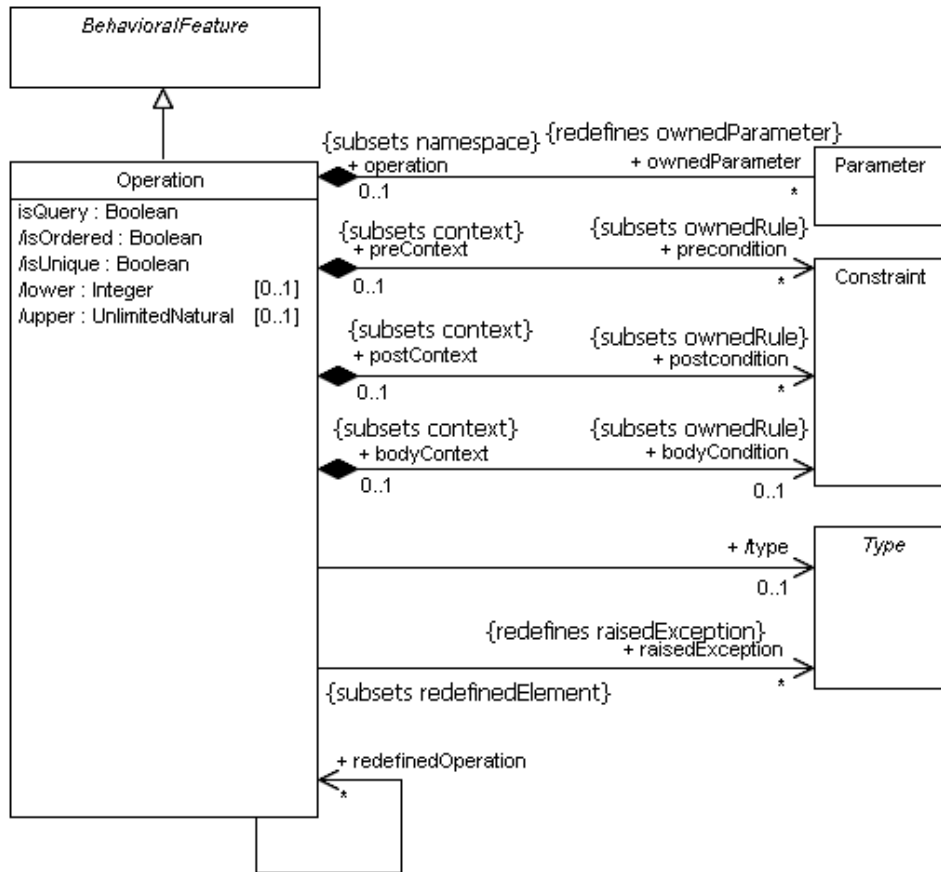 BehavioralFeature
{subsets namespace}
{redefines ownedParameter}
+ operation
+ ownedParameter
0..1
*
Parameter
Operation
isQuery : Boolean
/isOrdered : Boolean
/isUnique : Boolean
/lower : Integer [0..1]
/upper : UnlimitedNatural [0..1]
{subsets context}
{subsets ownedRule}
+ preContext
+ precondition
0..1
*
Constraint
{subsets context}
{subsets ownedRule}
+ postContext
+ postcondition
0..1
*
{subsets context}
{subsets ownedRule}
+ bodyContext
+ bodyCondition
0..1
0..1
+ /type
0..1
Type
{redefines raisedException}
+ raisedException
*
{subsets redefinedElement}
+ redefinedOperation
*